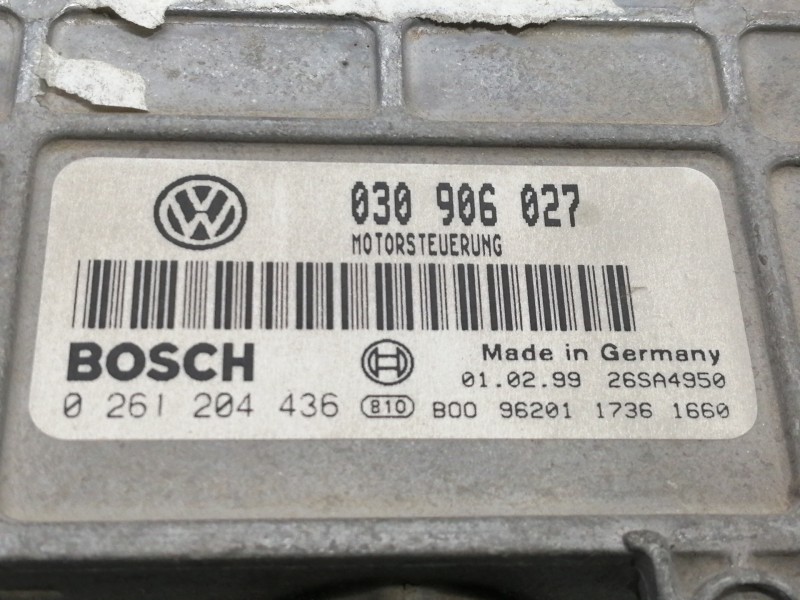 030 906 027
MOTORSTEUERUNG
BOSCH
Made in Germany
01.02.99 26SA4950
0 261 204 436 810 B00 96201 1736 1660